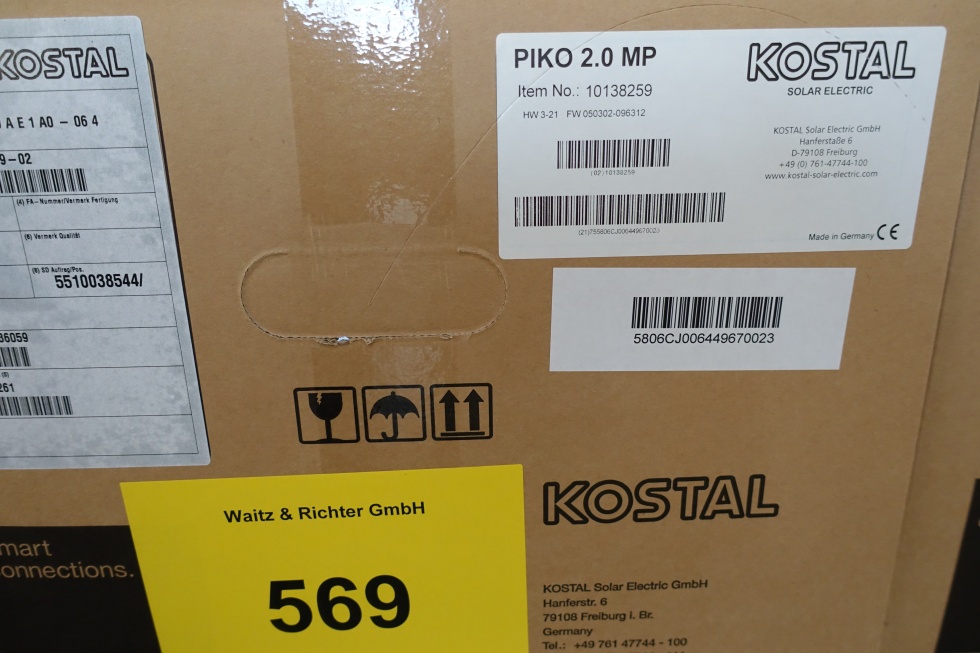 KOSTAL
A E 1 A0 - 06 4
9-02
(4) FA-Nummer/Vermerk Fertigung
(6) Vermerk Qualität
(8) SD Auftrag/Pos.
5510038544/
36059
261
PIKO 2.0 MP
Item No.: 10138259
HW 3-21 FW 050302-096312
(02)10138259
KOSTAL
SOLAR ELECTRIC
KOSTAL Solar Electric GmbH
Hanferstraße 6
D-79108 Freiburg
+49 (0) 761-47744-100
www.kostal-solar-electric.com
Made in Germany CE
5806CJ006449670023
Waitz & Richter GmbH
569
mart
onnections.
KOSTAL
KOSTAL Solar Electric GmbH
Hanferstr. 6
79108 Freiburg i. Br.
Germany
Tel.: +49 761 47744 - 100